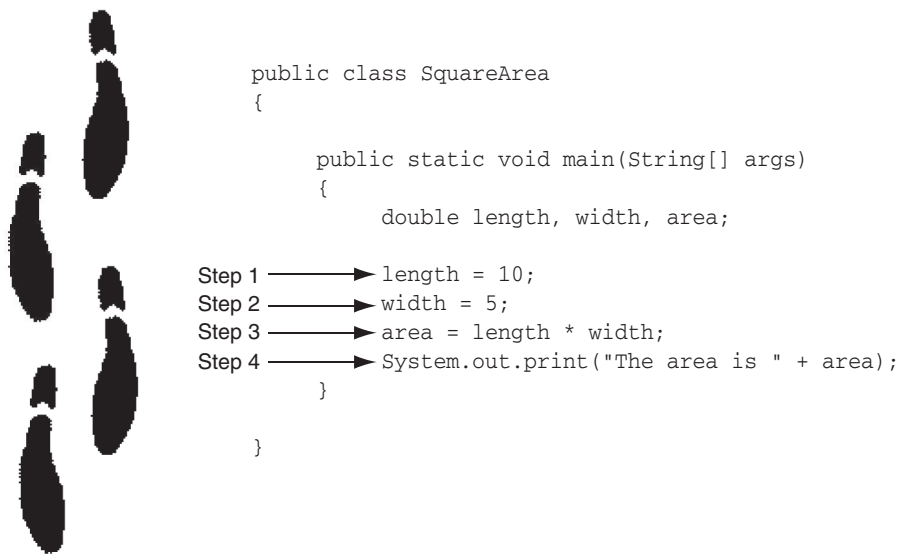 public class SquareArea
{
public static void main(String[] args)
{
double length, width, area;
Step 1 length = 10;
Step 2 width = 5;
Step 3 area = length * width;
Step 4 System.out.print("The area is " + area);
}
}